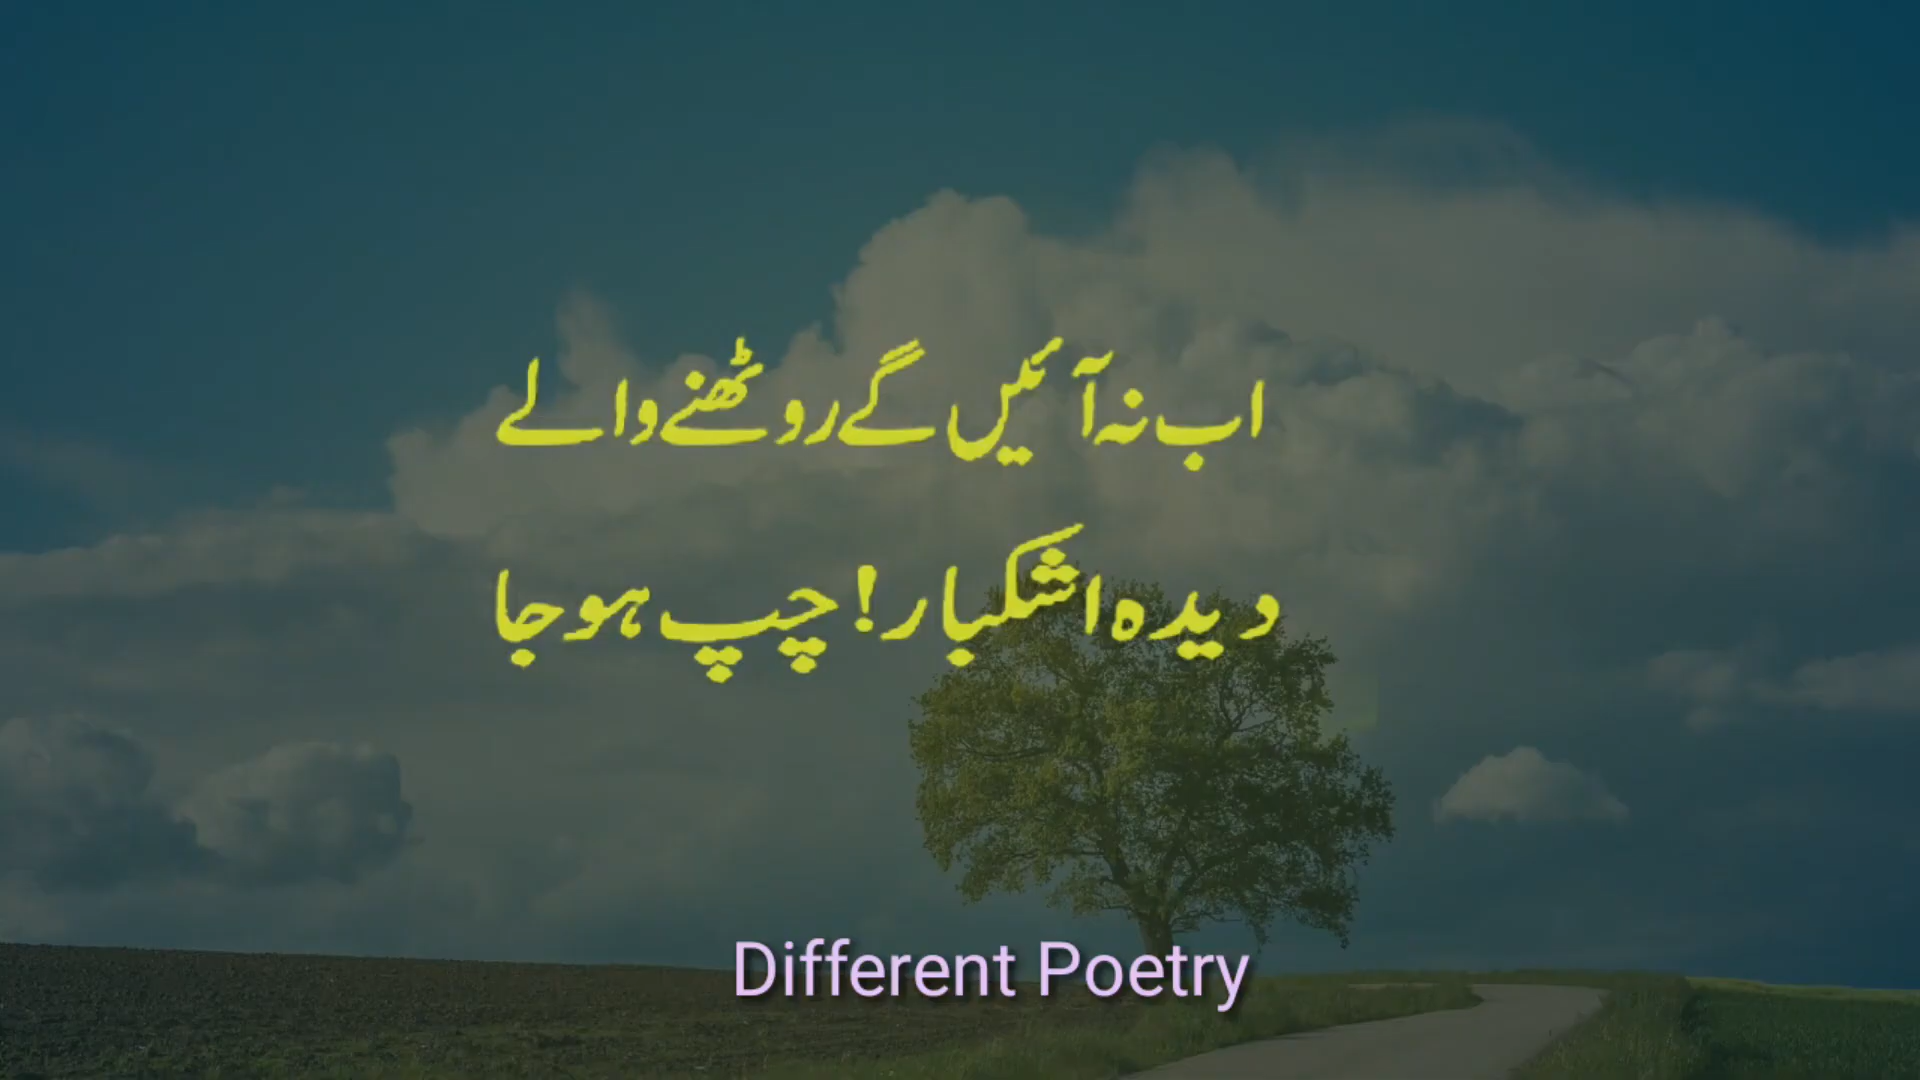 اب نہ آئیں گے روٹھنے والے
دیدہ اشکبار! چپ ہو جا
Different Poetry